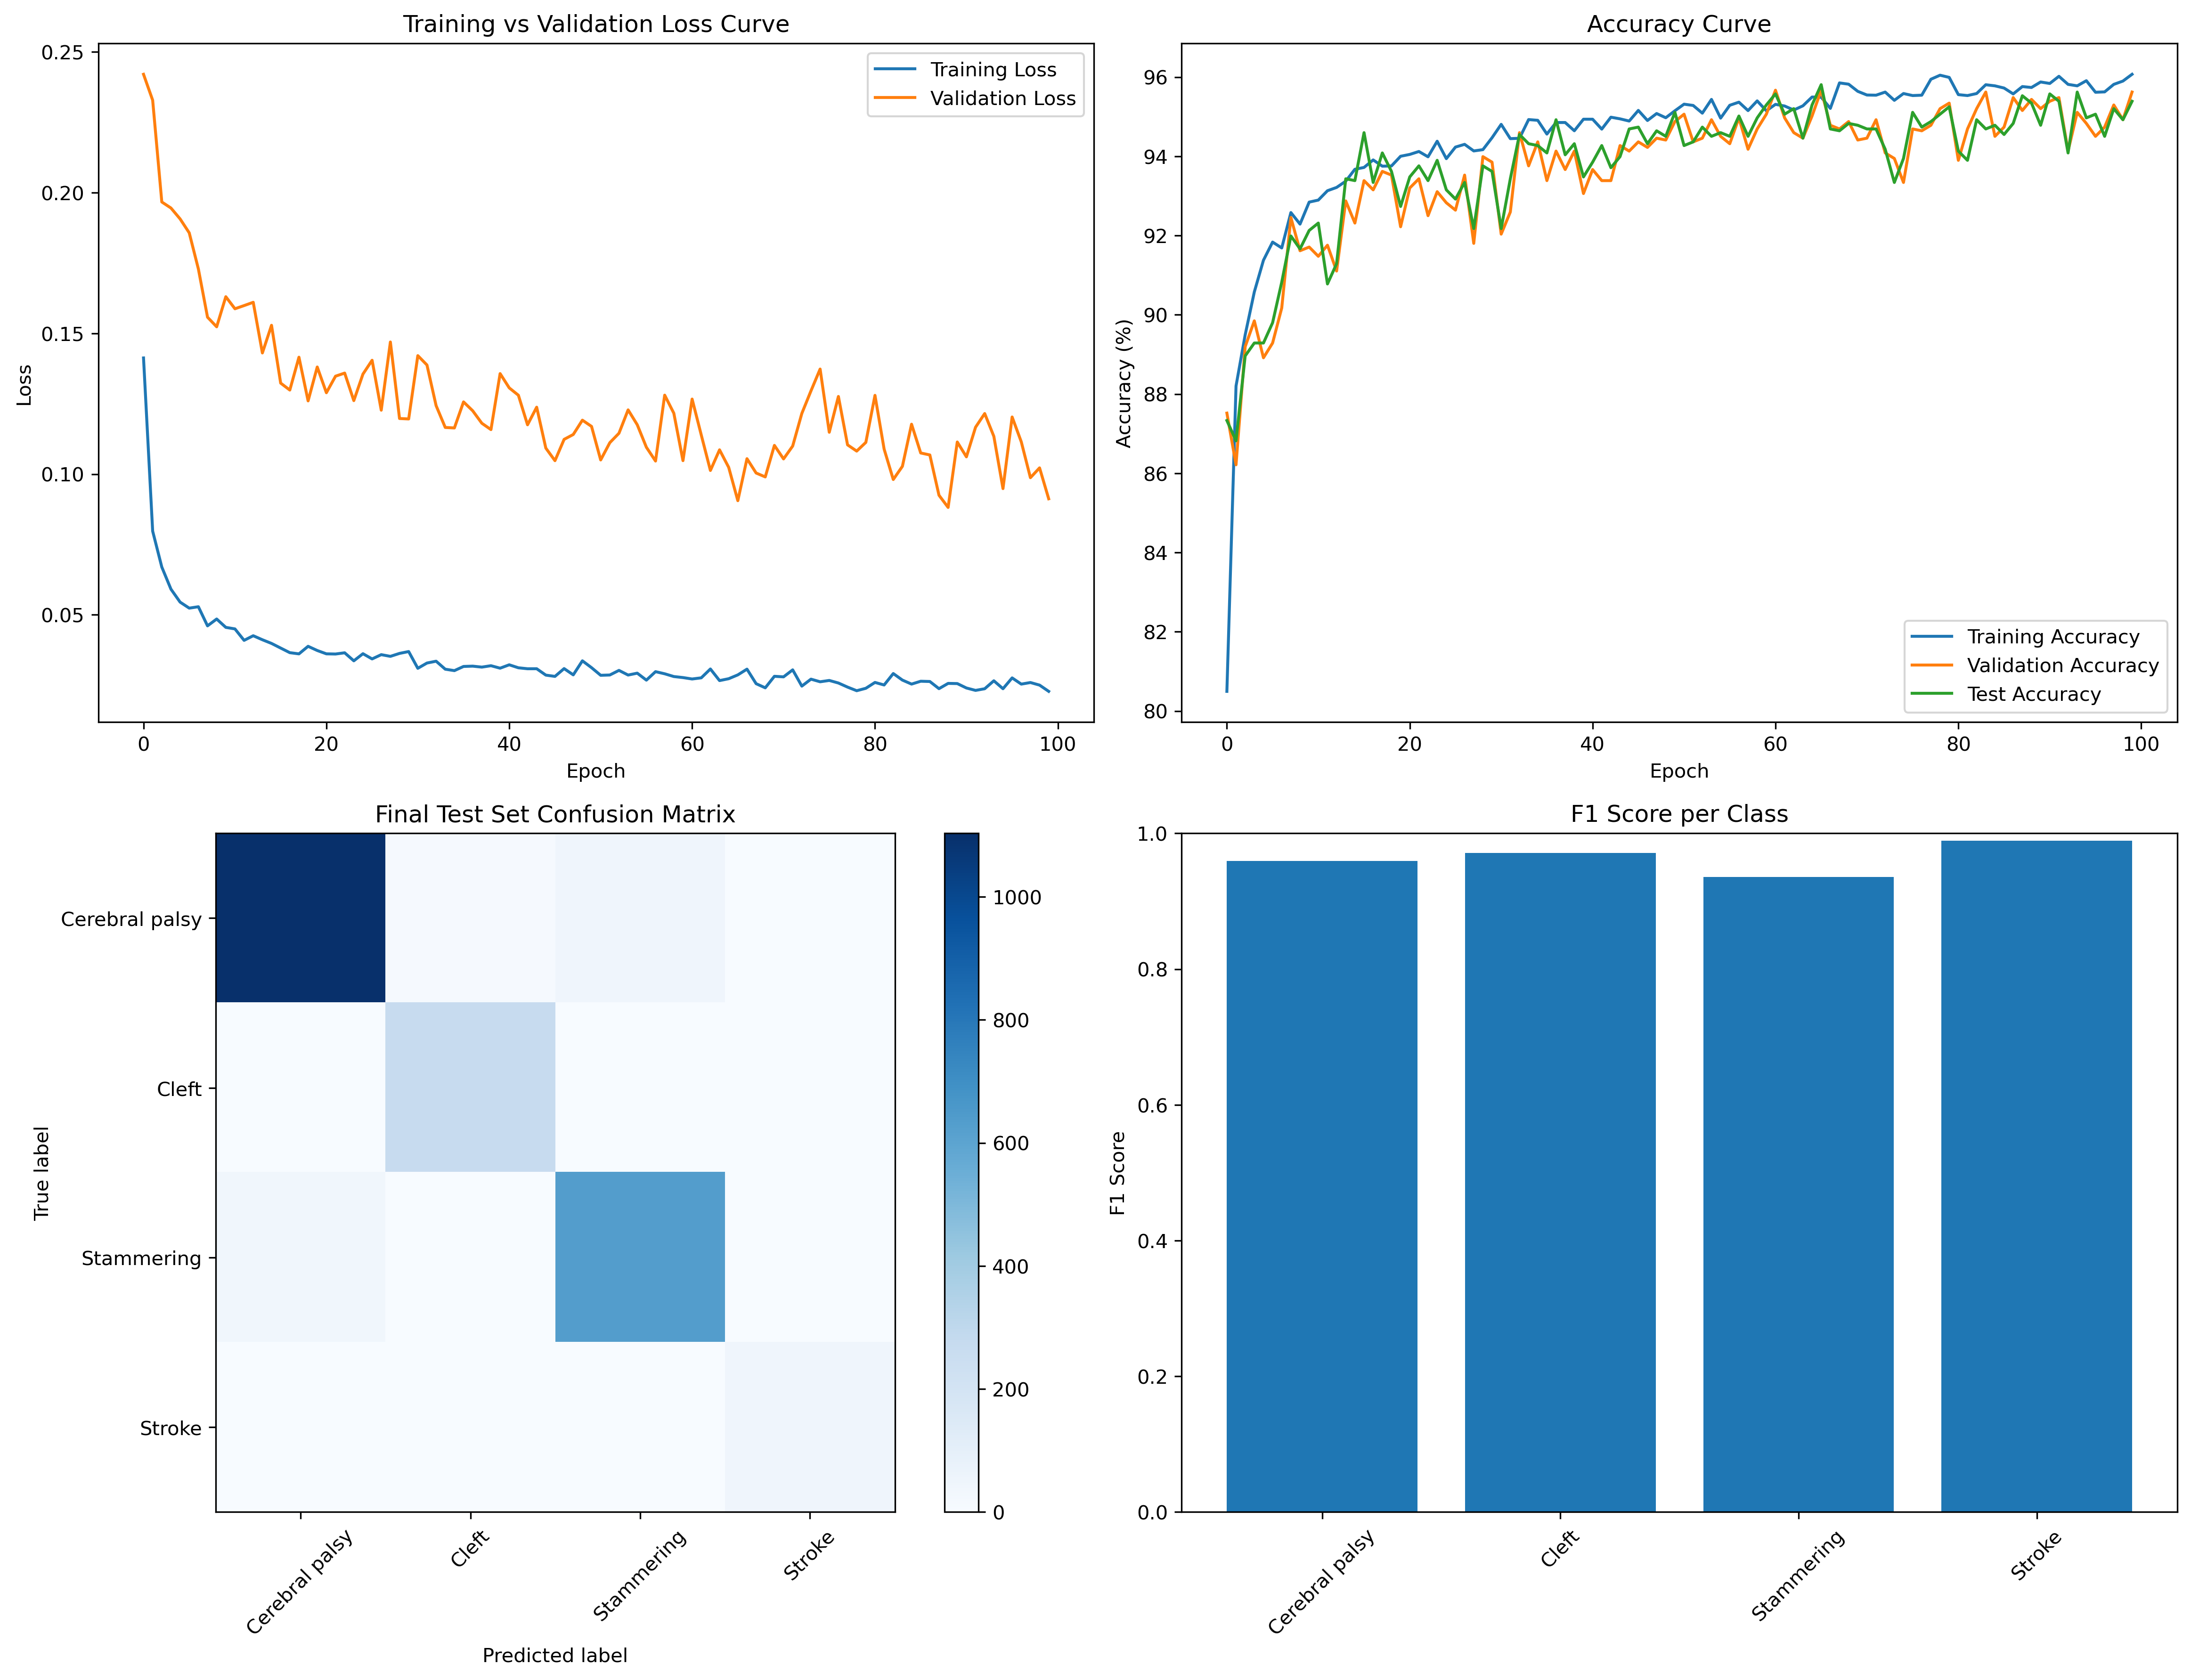 Training vs Validation Loss Curve
0.25
0.20
0.15
0.10
0.05
Loss
Training Loss
Validation Loss
0 20 40 60 80 100
Epoch
Accuracy Curve
96
94
92
90
88
86
84
82
80
Accuracy (%)
Training Accuracy
Validation Accuracy
Test Accuracy
0 20 40 60 80 100
Epoch
Final Test Set Confusion Matrix
True label
Cerebral palsy
Cleft
Stammering
Stroke
1000
800
600
400
200
0
Cerebral palsy Cleft Stammering Stroke
Predicted label
F1 Score per Class
1.0
0.8
0.6
0.4
0.2
0.0
F1 Score
Cerebral palsy Cleft Stammering Stroke